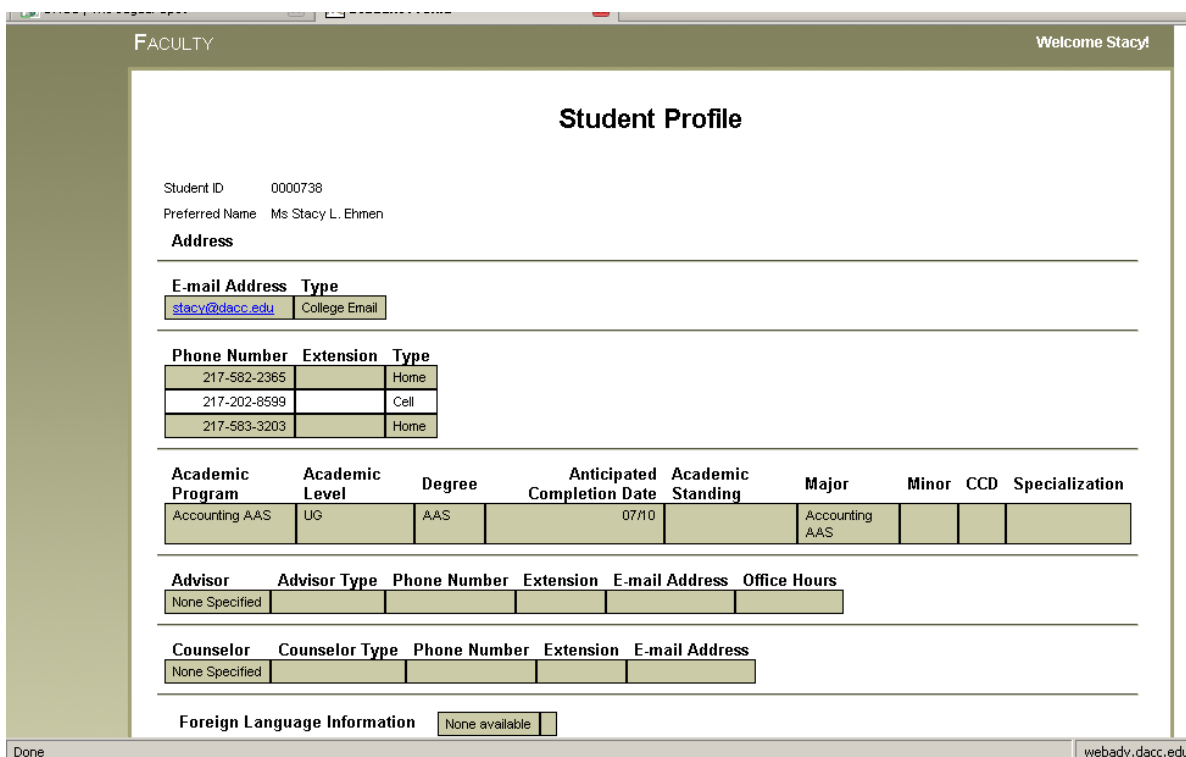 FACULTY Welcome Stacy!
Student Profile
Student ID 0000738
Preferred Name Ms Stacy L. Ehmen
Address
E-mail Address Type
stacy@dacc.edu College Email
Phone Number Extension Type
217-582-2365 Home
217-202-8599 Cell
217-583-3203 Home
Academic Program Academic Level Degree Anticipated Completion Date Academic Standing Major Minor CCD Specialization
Accounting AAS UG AAS 07/10 Accounting AAS
Advisor Advisor Type Phone Number Extension E-mail Address Office Hours
None Specified
Counselor Counselor Type Phone Number Extension E-mail Address
None Specified
Foreign Language Information None available
Done webadv.dacc.edu